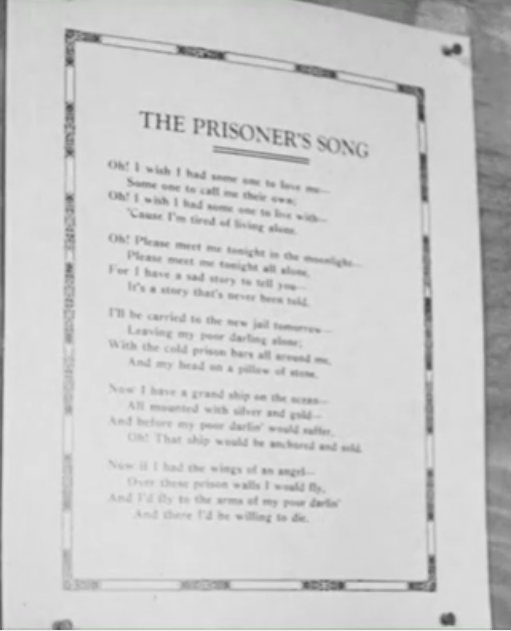 THE PRISONER'S SONG
Oh! I wish I had some one to love me—
Some one to call me their own;
Oh! I wish I had some one to live with—
'Cause I'm tired of living alone.
Oh! Please meet me tonight in the moonlight—
Please meet me tonight all alone,
For I have a sad story to tell you—
It's a story that's never been told.
I'll be carried to the new jail tomorrow—
Leaving my poor darling alone;
With the cold prison bars all around me,
And my head on a pillow of stone.
Now I have a grand ship on the ocean—
All mounted with silver and gold—
And before my poor darlin' would suffer,
Oh! That ship would be anchored and sold.
Now if I had the wings of an angel—
Over these prison walls I would fly,
And I'd fly to the arms of my poor darlin'
And there I'd be willing to die.